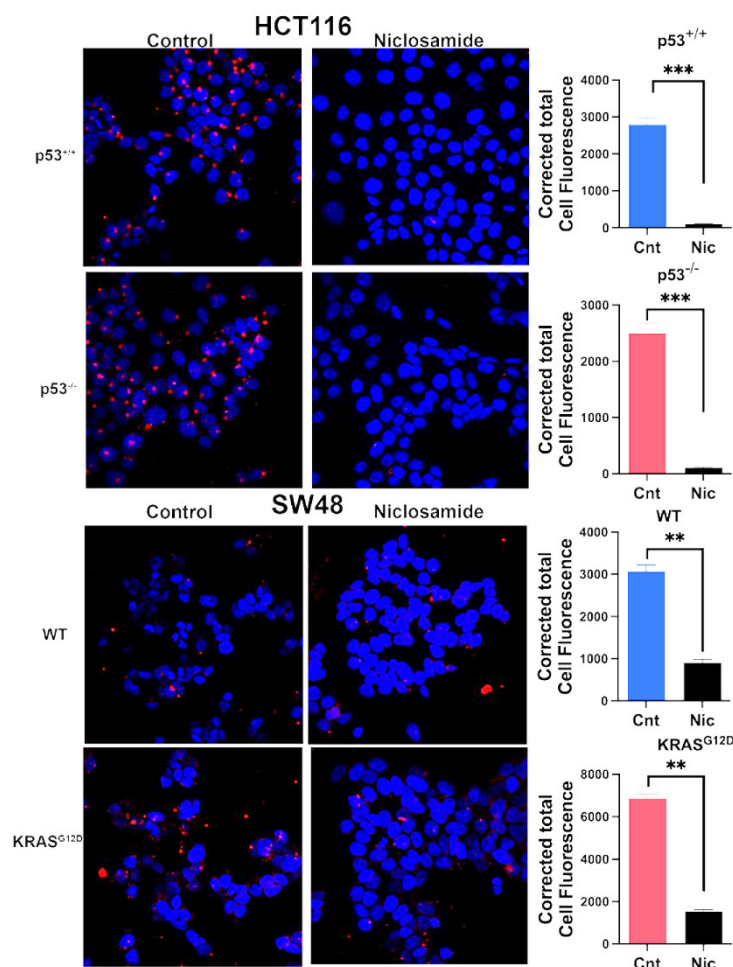 HCT116
Control
Niclosamide
p53+/+
p53-/-
p53+/+
Corrected total
Cell Fluorescence
4000
3000
2000
1000
0
***
Cnt
Nic
p53-/-
Corrected total
Cell Fluorescence
3000
2000
1000
0
***
Cnt
Nic
SW48
Control
Niclosamide
WT
KRASG12D
WT
Corrected total
Cell Fluorescence
4000
3000
2000
1000
0
**
Cnt
Nic
KRASG12D
Corrected total
Cell Fluorescence
8000
6000
4000
2000
0
**
Cnt
Nic